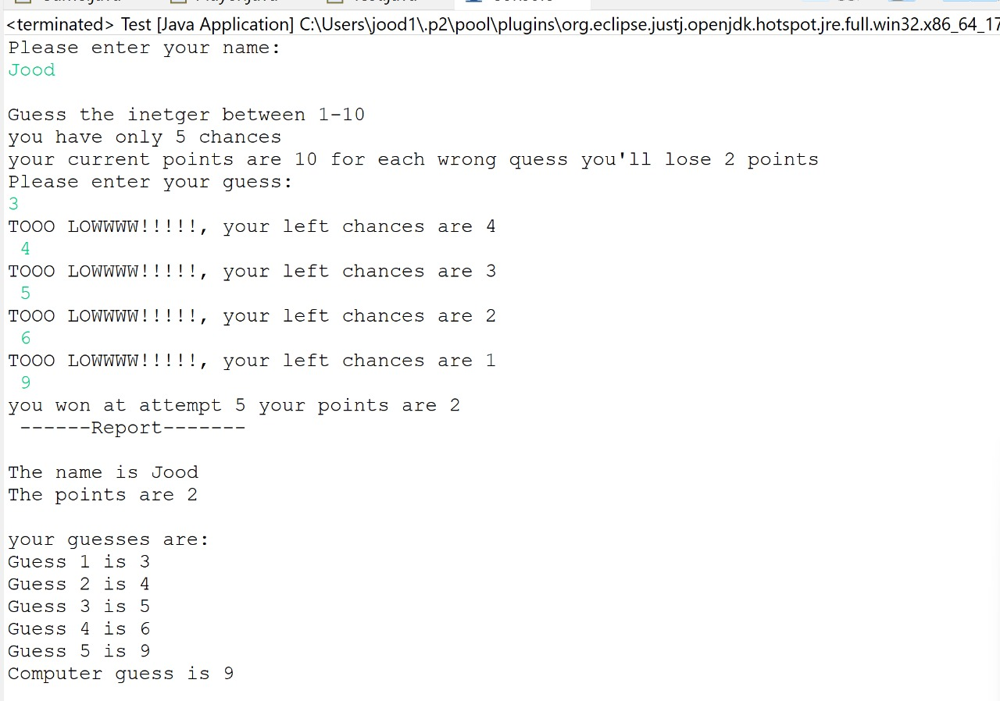 <terminated> Test [Java Application] C:\Users\jood1\.p2\pool\plugins\org.eclipse.justj.openjdk.hotspot.jre.full.win32.x86_64_17
Please enter your name:
Jood
Guess the inetger between 1-10
you have only 5 chances
your current points are 10 for each wrong quess you'll lose 2 points
Please enter your guess:
3
TOOO LOWWWW!!!!!, your left chances are 4
4
TOOO LOWWWW!!!!!, your left chances are 3
5
TOOO LOWWWW!!!!!, your left chances are 2
6
TOOO LOWWWW!!!!!, your left chances are 1
9
you won at attempt 5 your points are 2
------Report-------
The name is Jood
The points are 2
your guesses are:
Guess 1 is 3
Guess 2 is 4
Guess 3 is 5
Guess 4 is 6
Guess 5 is 9
Computer guess is 9